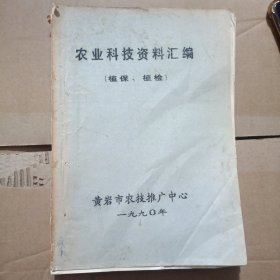 农业科技资料汇编
（植保、植检）
黄岩市农技推广中心
一九九〇年